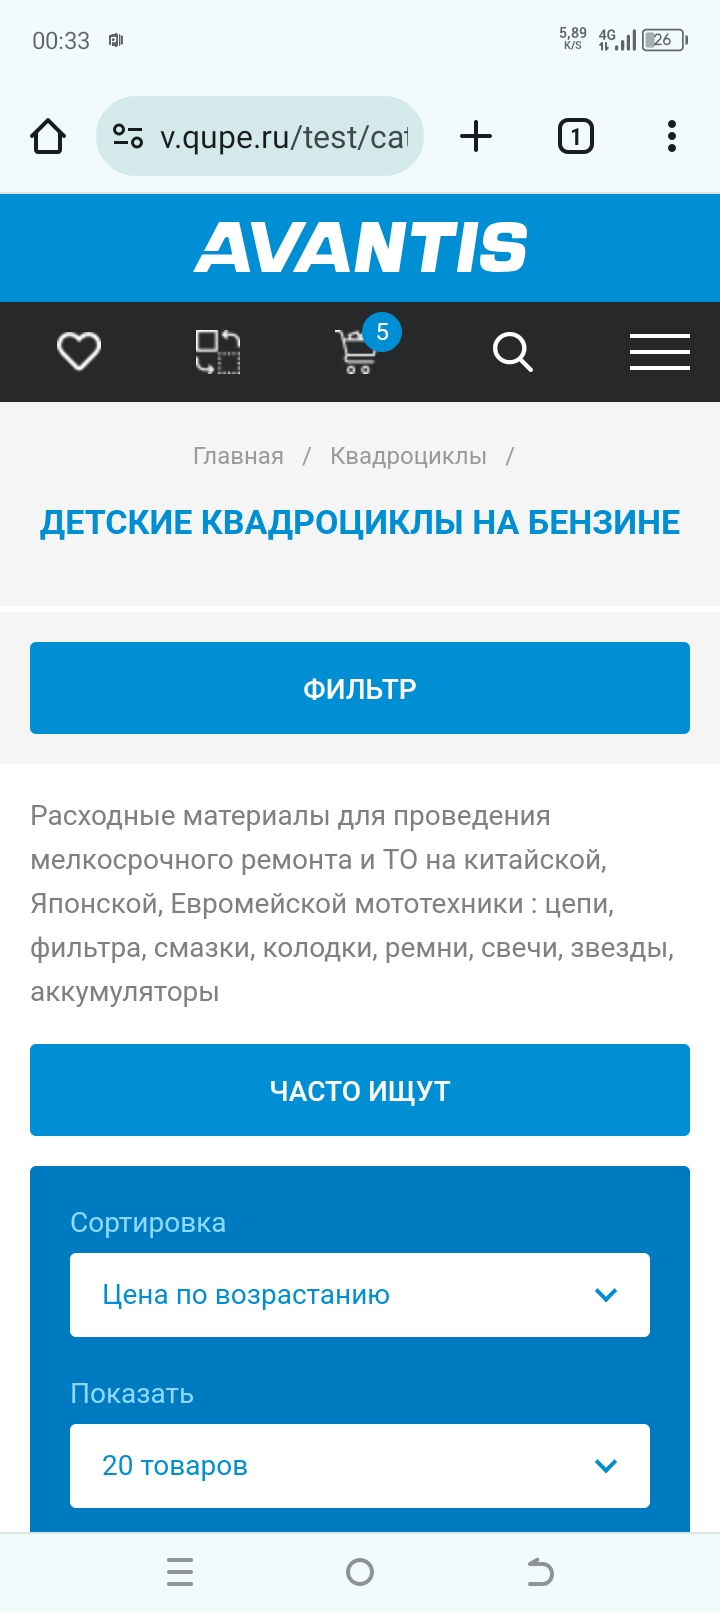 00:33
5,89
K/S
4G
26
v.qupe.ru/test/cat
1
AVANTIS
5
Главная / Квадроциклы /
ДЕТСКИЕ КВАДРОЦИКЛЫ НА БЕНЗИНЕ
ФИЛЬТР
Расходные материалы для проведения
мелкосрочного ремонта и ТО на китайской,
Японской, Евромейской мототехники : цепи,
фильтра, смазки, колодки, ремни, свечи, звезды,
аккумуляторы
ЧАСТО ИЩУТ
Сортировка
Цена по возрастанию
Показать
20 товаров